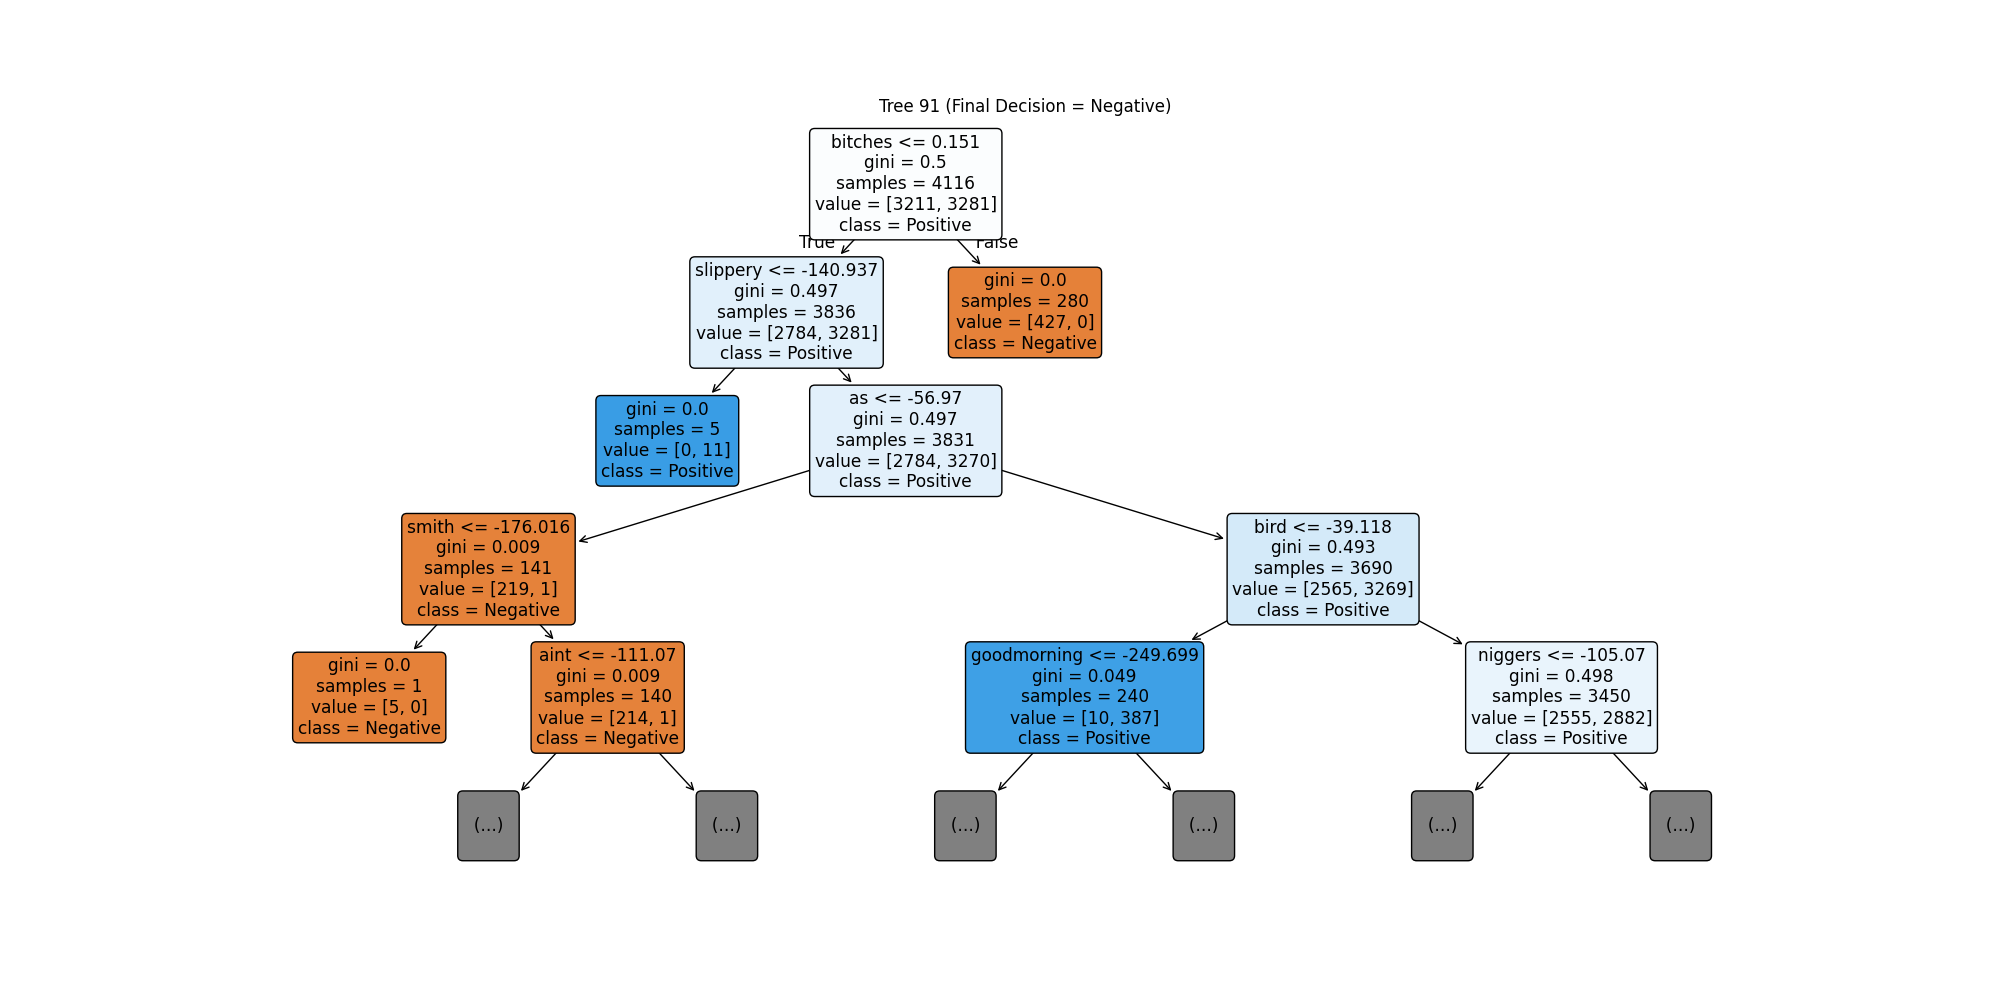 Tree 91 (Final Decision = Negative)
bitches <= 0.151
gini = 0.5
samples = 4116
value = [3211, 3281]
class = Positive
True
False
slippery <= -140.937
gini = 0.497
samples = 3836
value = [2784, 3281]
class = Positive
gini = 0.0
samples = 280
value = [427, 0]
class = Negative
gini = 0.0
samples = 5
value = [0, 11]
class = Positive
as <= -56.97
gini = 0.497
samples = 3831
value = [2784, 3270]
class = Positive
smith <= -176.016
gini = 0.009
samples = 141
value = [219, 1]
class = Negative
bird <= -39.118
gini = 0.493
samples = 3690
value = [2565, 3269]
class = Positive
gini = 0.0
samples = 1
value = [5, 0]
class = Negative
aint <= -111.07
gini = 0.009
samples = 140
value = [214, 1]
class = Negative
goodmorning <= -249.699
gini = 0.049
samples = 240
value = [10, 387]
class = Positive
niggers <= -105.07
gini = 0.498
samples = 3450
value = [2555, 2882]
class = Positive
(...)
(...)
(...)
(...)
(...)
(...)